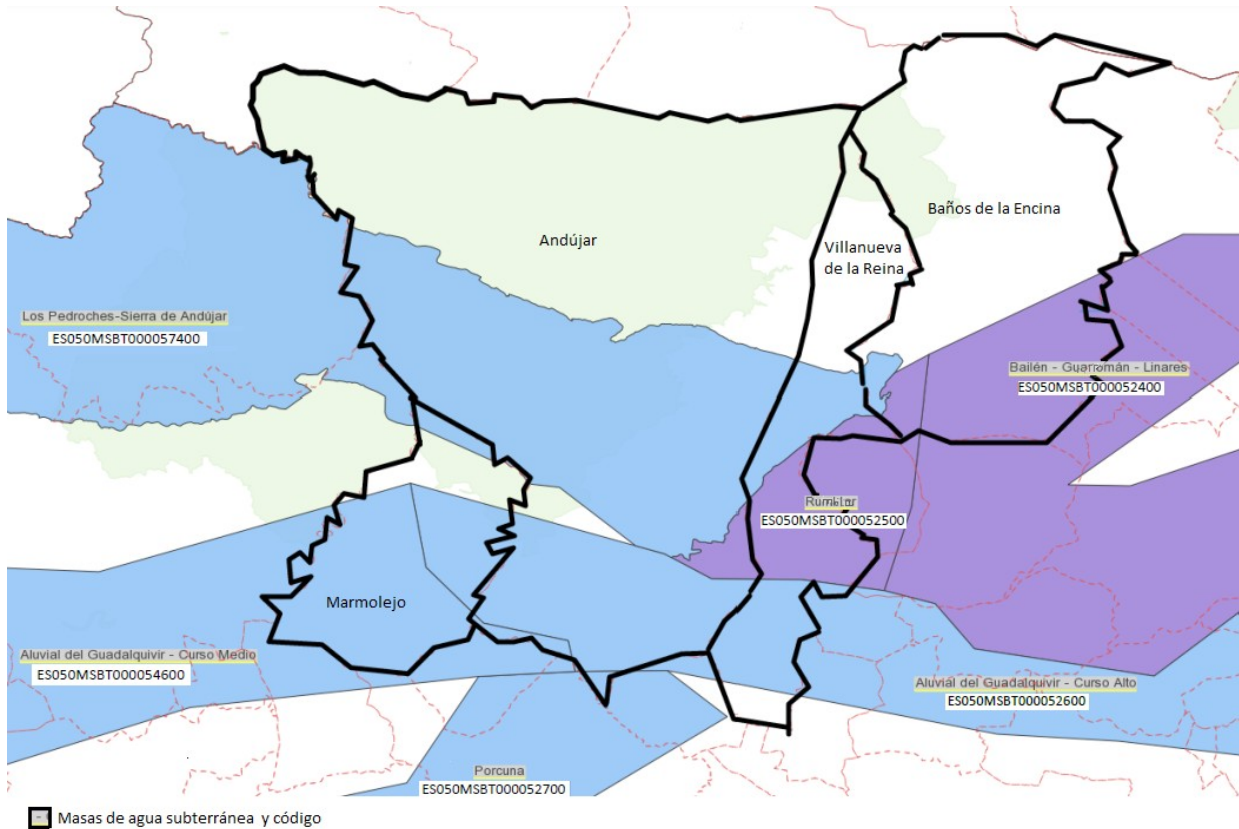 Baños de la Encina
Andújar
Villanueva
de la Reina
Los Pedroches-Sierra de Andújar
ES050MSBT000057400
Bailén - Guarromán - Linares
ES050MSBT000052400
Rumblar
ES050MSBT000052500
Marmolejo
Aluvial del Guadalquivir - Curso Medio
ES050MSBT000054600
Aluvial del Guadalquivir - Curso Alto
ES050MSBT000052600
Porcuna
ES050MSBT000052700
Masas de agua subterránea y código